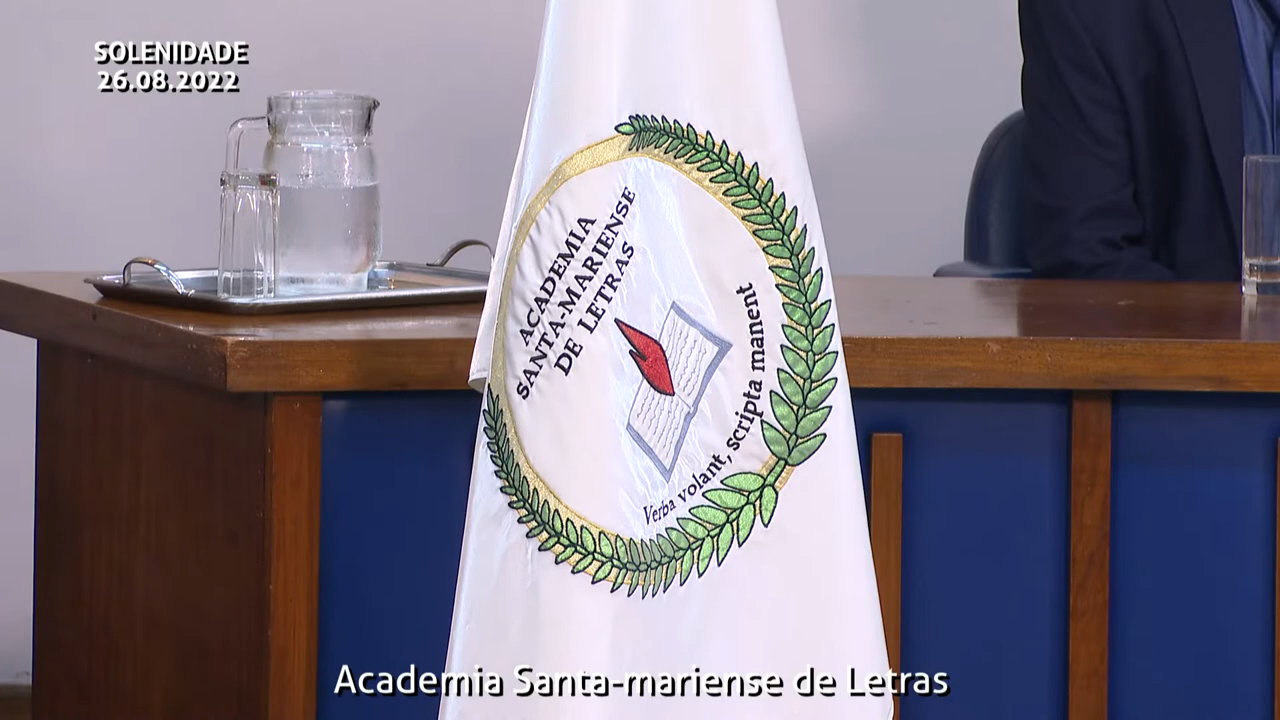 SOLENIDADE
26.08.2022
ACADEMIA
SANTA-MARIENSE
DE LETRAS
Verba volant, scripta manent
Academia Santa-mariense de Letras